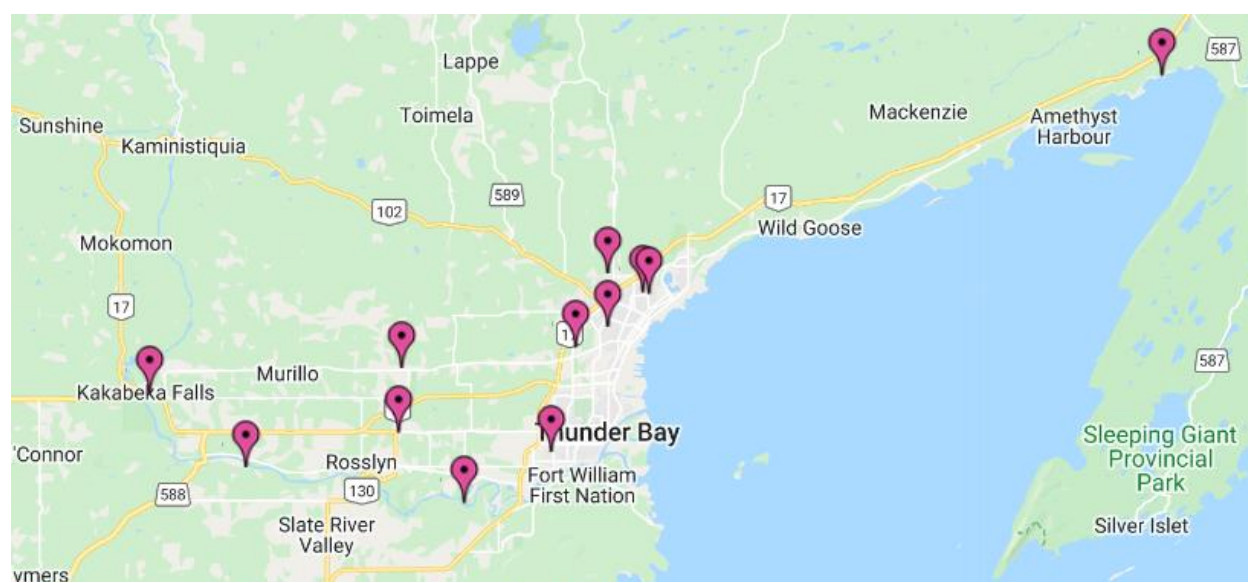 Lappe
587
Toimela
Mackenzie
Amethyst
Harbour
Sunshine
Kaministiquia
589
17
102
Wild Goose
Mokomon
17
587
Murillo
Kakabeka Falls
Thunder Bay
Sleeping Giant
Provincial
Park
'Connor
Rosslyn
Fort William
First Nation
588
130
Slate River
Valley
Silver Islet
ymers